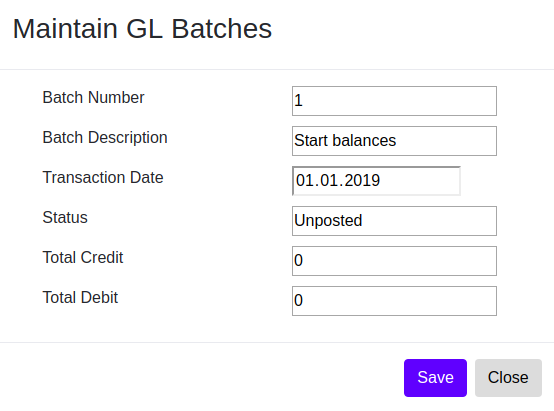 Maintain GL Batches
Batch Number 1
Batch Description Start balances
Transaction Date 01.01.2019
Status Unposted
Total Credit 0
Total Debit 0
Save Close